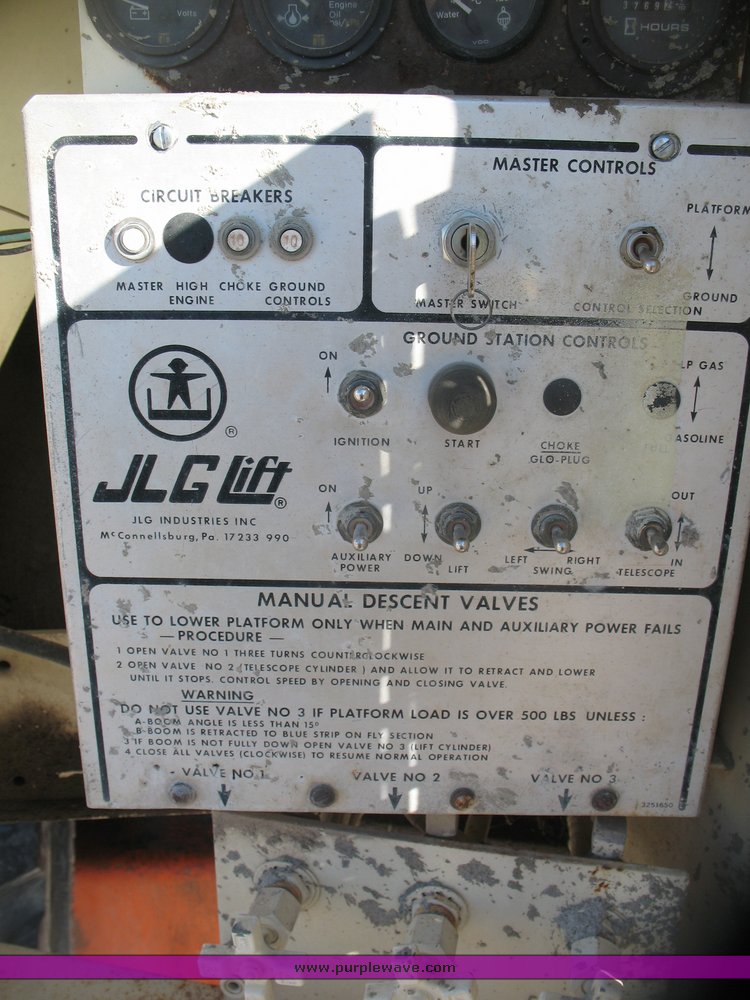 Volts
Engine
Oil
Water
VDO
HOURS
MASTER CONTROLS
CIRCUIT BREAKERS
PLATFORM
10 10
MASTER HIGH CHOKE GROUND
ENGINE CONTROLS
MASTER SWITCH
CONTROL SELECTION
GROUND
GROUND STATION CONTROLS
ON
LP GAS
®
IGNITION
START
CHOKE
GLO-PLUG
FUEL
GASOLINE
JLG Lift®
JLG INDUSTRIES INC
McConnellsburg, Pa. 17233 990
ON
UP
OUT
AUXILIARY
POWER
DOWN
LIFT
LEFT RIGHT
SWING
IN
TELESCOPE
MANUAL DESCENT VALVES
USE TO LOWER PLATFORM ONLY WHEN MAIN AND AUXILIARY POWER FAILS
— PROCEDURE —
1 OPEN VALVE NO 1 THREE TURNS COUNTERCLOCKWISE
2 OPEN VALVE NO 2 (TELESCOPE CYLINDER) AND ALLOW IT TO RETRACT AND LOWER
UNTIL IT STOPS. CONTROL SPEED BY OPENING AND CLOSING VALVE.
WARNING
DO NOT USE VALVE NO 3 IF PLATFORM LOAD IS OVER 500 LBS UNLESS :
A-BOOM ANGLE IS LESS THAN 15°
B-BOOM IS RETRACTED TO BLUE STRIP ON FLY SECTION
3 IF BOOM IS NOT FULLY DOWN OPEN VALVE NO 3 (LIFT CYLINDER)
4 CLOSE ALL VALVES (CLOCKWISE) TO RESUME NORMAL OPERATION
VALVE NO 1 VALVE NO 2 VALVE NO 3
3251650
www.purplewave.com